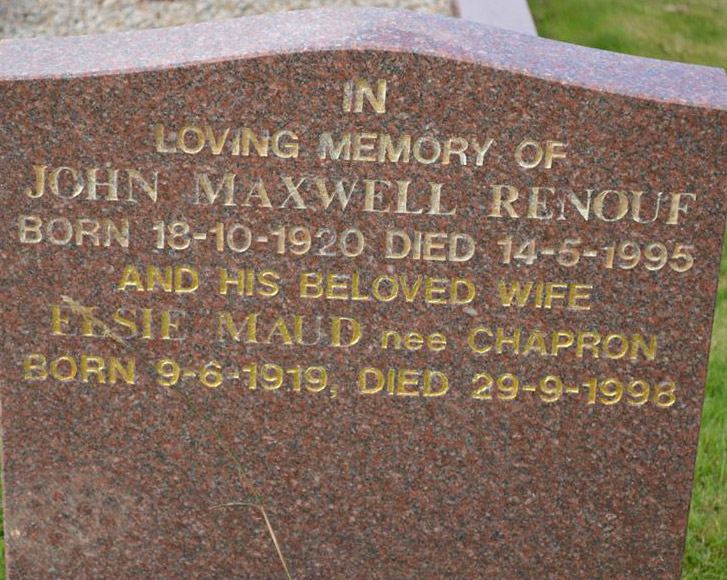 IN
LOVING MEMORY OF
JOHN MAXWELL RENOUF
BORN 18-10-1920 DIED 14-5-1995
AND HIS BELOVED WIFE
ELSIE MAUD nee CHAPRON
BORN 9-6-1919, DIED 29-9-1998